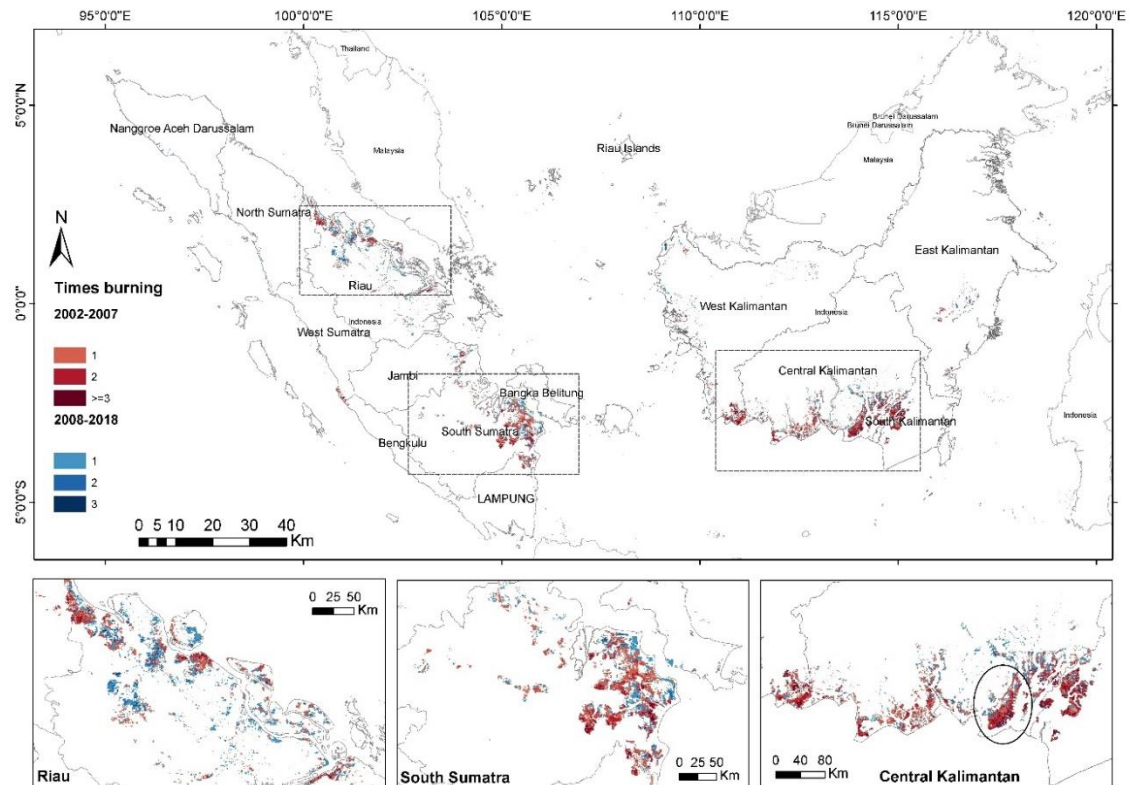 95°0'0"E 100°0'0"E 105°0'0"E 110°0'0"E 115°0'0"E 120°0'0"E
Thailand
5°0'0"N
Nanggroe Aceh Darussalam
Brunei Darussalam
Brunei Darussalam
Malaysia
Riau Islands
Malaysia
N
North Sumatra
East Kalimantan
Times burning
Riau
0°0'0"
2002-2007
Indonesia
West Sumatra
West Kalimantan
Indonesia
1
2
>=3
Jambi
Central Kalimantan
Bangka Belitung
Indonesia
2008-2018
South Sumatra
South Kalimantan
Bengkulu
1
2
3
LAMPUNG
5°0'0"S
0 5 10 20 30 40
Km
0 25 50
Km
Riau
0 25 50
Km
South Sumatra
0 40 80
Km
Central Kalimantan